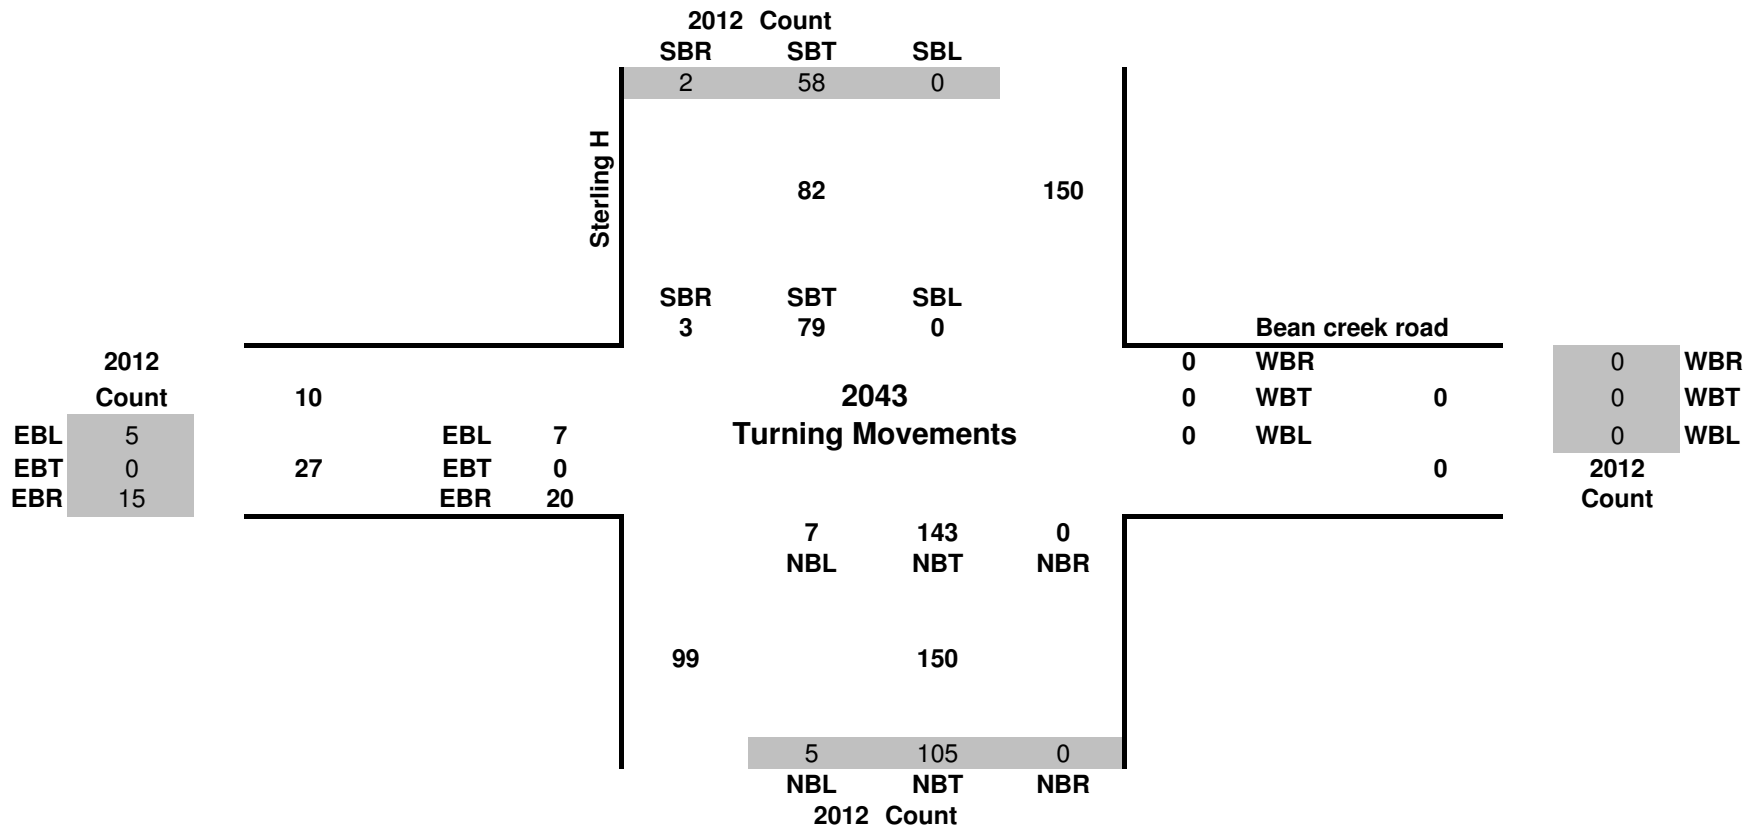 2012 Count
SBR SBT SBL
2 58 0
Sterling H
82 150
SBR SBT SBL
3 79 0
Bean creek road
2012 0 WBR 0 WBR
Count 10 2043 0 WBT 0 0 WBT
EBL 5 EBL 7 Turning Movements 0 WBL 0 WBL
EBT 0 27 EBT 0 0 2012
EBR 15 EBR 20 Count
7 143 0
NBL NBT NBR
99 150
5 105 0
NBL NBT NBR
2012 Count